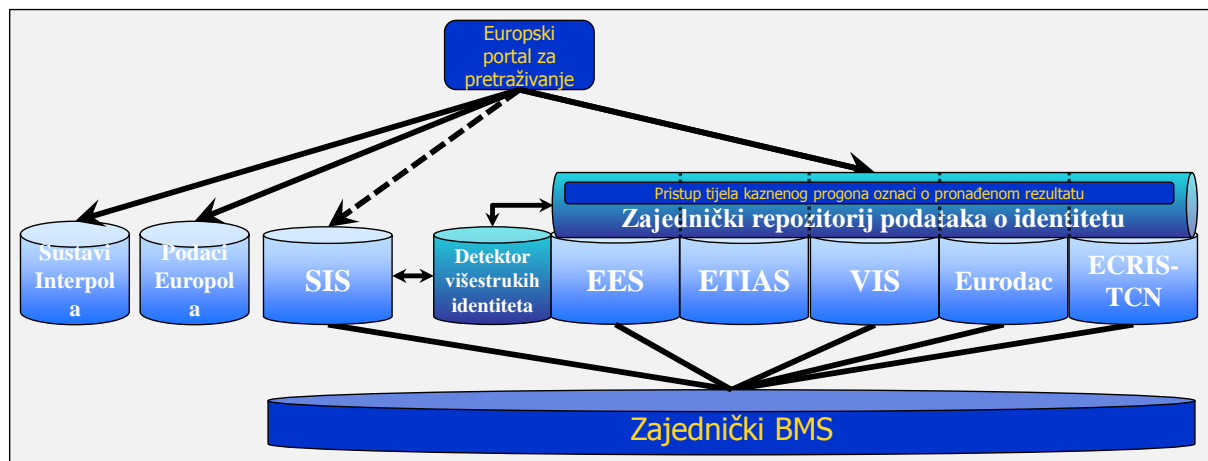 Europski
portal za
pretraživanje
Pristup tijela kaznenog progona oznaci o pronađenom rezultatu
Zajednički repozitorij podataka o identitetu
Sustavi
Interpol
a
Podaci
Europol
a
SIS
Detektor
višestrukih
identiteta
EES
ETIAS
VIS
Eurodac
ECRIS-
TCN
Zajednički BMS